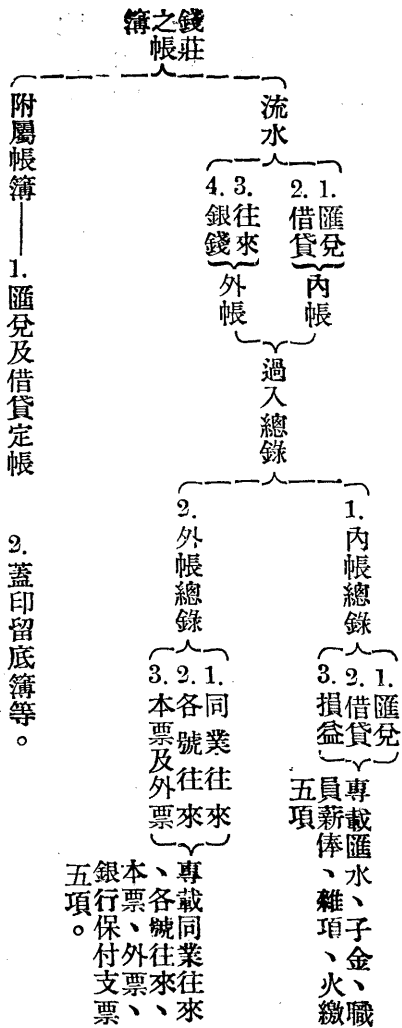 錢莊
之帳
簿
流水
1.匯兌
2.借貸
內帳
3.往來
4.銀錢
外帳
過入總錄
1.內帳總錄
1.匯兌
2.借貸
3.損益
專載匯水、子金、職
員薪俸、雜項、火繳
五項
2.外帳總錄
1.同業往來
2.各號往來
3.本票及外票
專載同業往來
、各號往來、
本票、外票、
銀行保付支票
五項。
附屬帳簿——1.匯兌及借貸定帳 2.蓋印留底簿等。